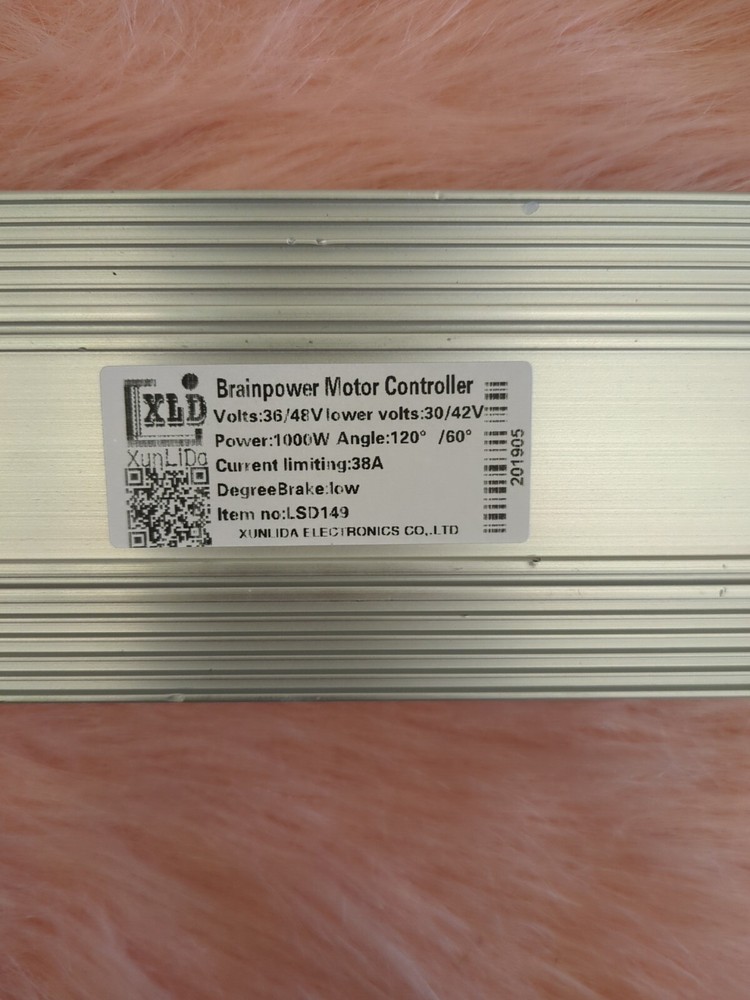 XLD
XunLiDa
Brainpower Motor Controller
Volts:36/48V lower volts:30/42V
Power:1000W Angle:120° /60°
Current limiting:38A
DegreeBrake:low
Item no:LSD149
XUNLIDA ELECTRONICS CO,.LTD
201905